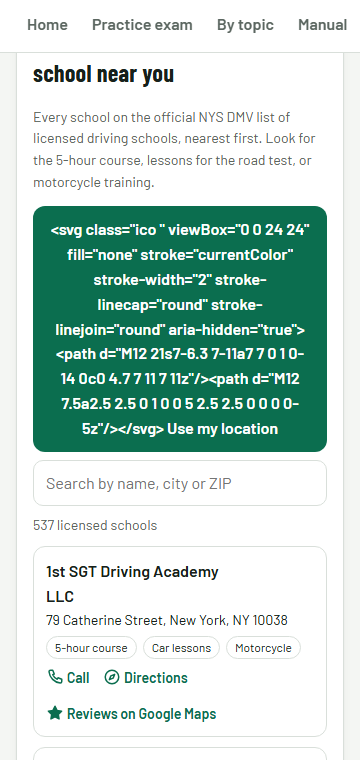 Home Practice exam By topic Manual
school near you
Every school on the official NYS DMV list of
licensed driving schools, nearest first. Look for
the 5-hour course, lessons for the road test, or
motorcycle training.
<svg class="ico " viewBox="0 0 24 24"
fill="none" stroke="currentColor"
stroke-width="2" stroke-
linecap="round" stroke-
linejoin="round" aria-hidden="true">
<path d="M12 21s7-6.3 7-11a7 7 0 1 0-
14 0c0 4.7 7 11 7 11z"/><path d="M12
7.5a2.5 2.5 0 1 0 0 5 2.5 2.5 0 0 0 0-
5z"/></svg> Use my location
Search by name, city or ZIP
537 licensed schools
1st SGT Driving Academy
LLC
79 Catherine Street, New York, NY 10038
5-hour course Car lessons Motorcycle
Call Directions
Reviews on Google Maps